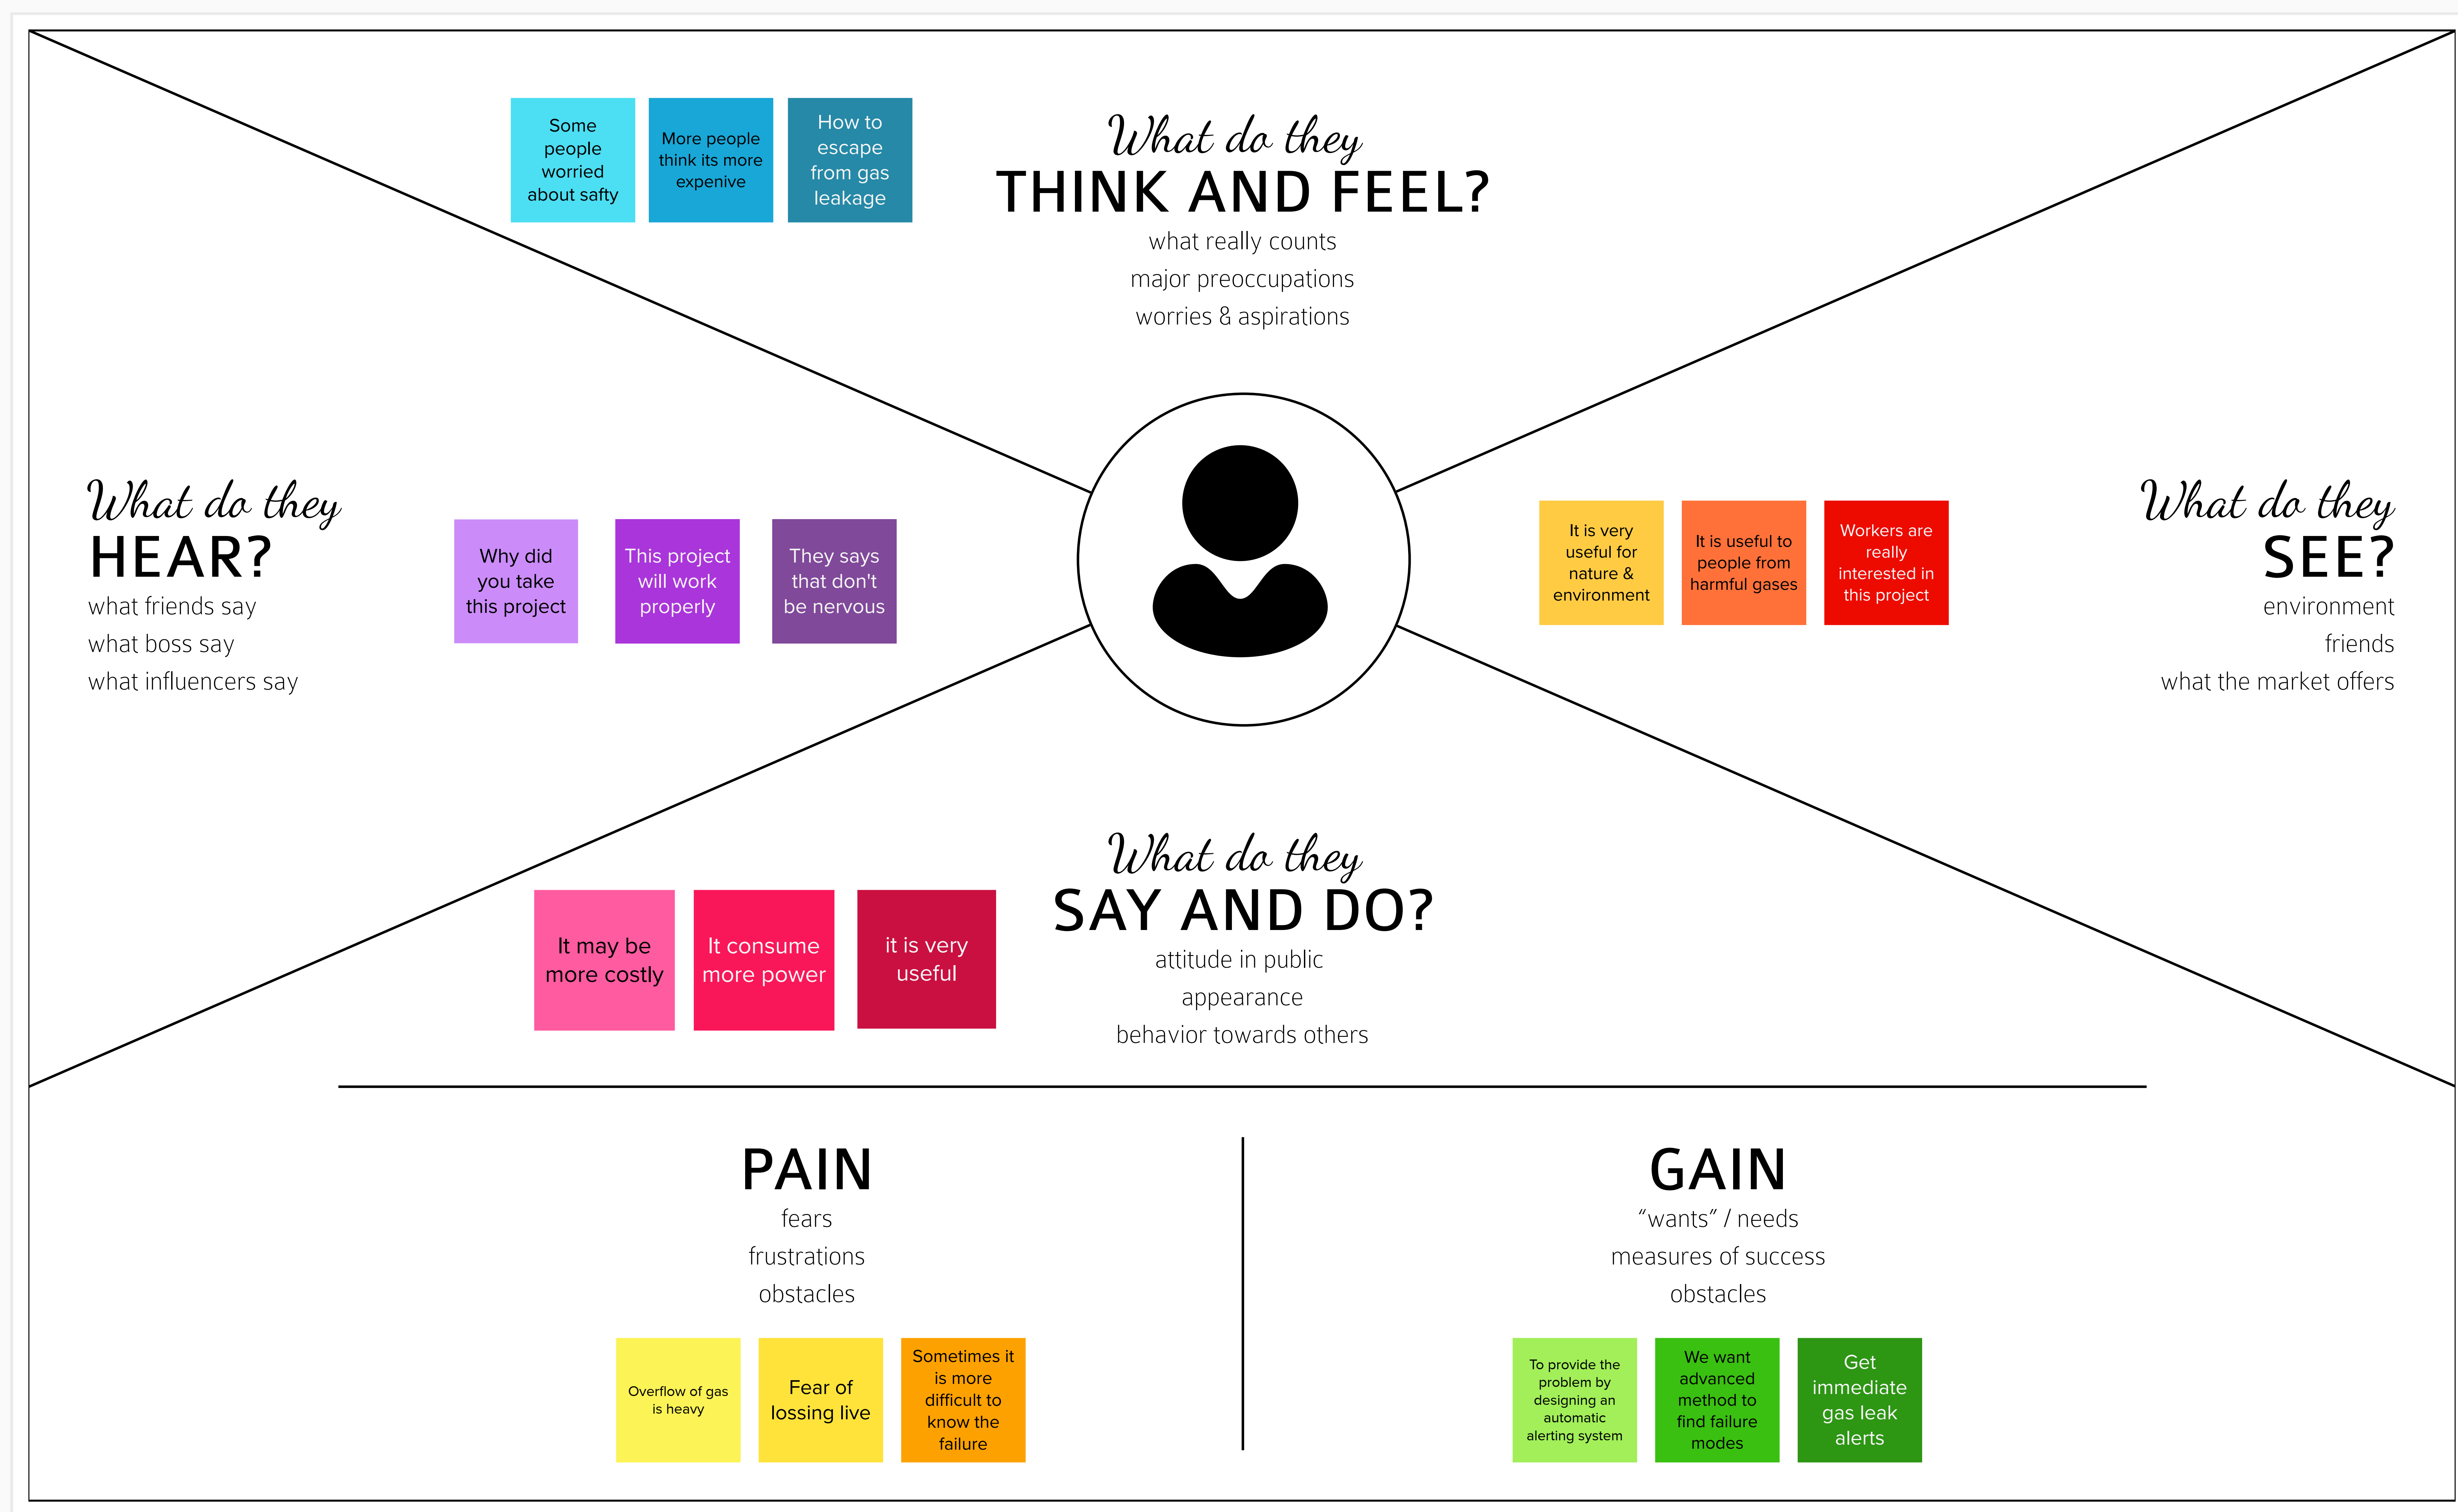 Some
people
worried
about safty
More people
think its more
expenive
How to
escape
from gas
leakage
What do they
THINK AND FEEL?
what really counts
major preoccupations
worries & aspirations
What do they
HEAR?
what friends say
what boss say
what influencers say
Why did
you take
this project
This project
will work
properly
They says
that don't
be nervous
It is very
useful for
nature &
environment
It is useful to
people from
harmful gases
Workers are
really
interested in
this project
What do they
SEE?
environment
friends
what the market offers
It may be
more costly
It consume
more power
it is very
useful
What do they
SAY AND DO?
attitude in public
appearance
behavior towards others
PAIN
fears
frustrations
obstacles
Overflow of gas
is heavy
Fear of
lossing live
Sometimes it
is more
difficult to
know the
failure
GAIN
“wants” / needs
measures of success
obstacles
To provide the
problem by
designing an
automatic
alerting system
We want
advanced
method to
find failure
modes
Get
immediate
gas leak
alerts